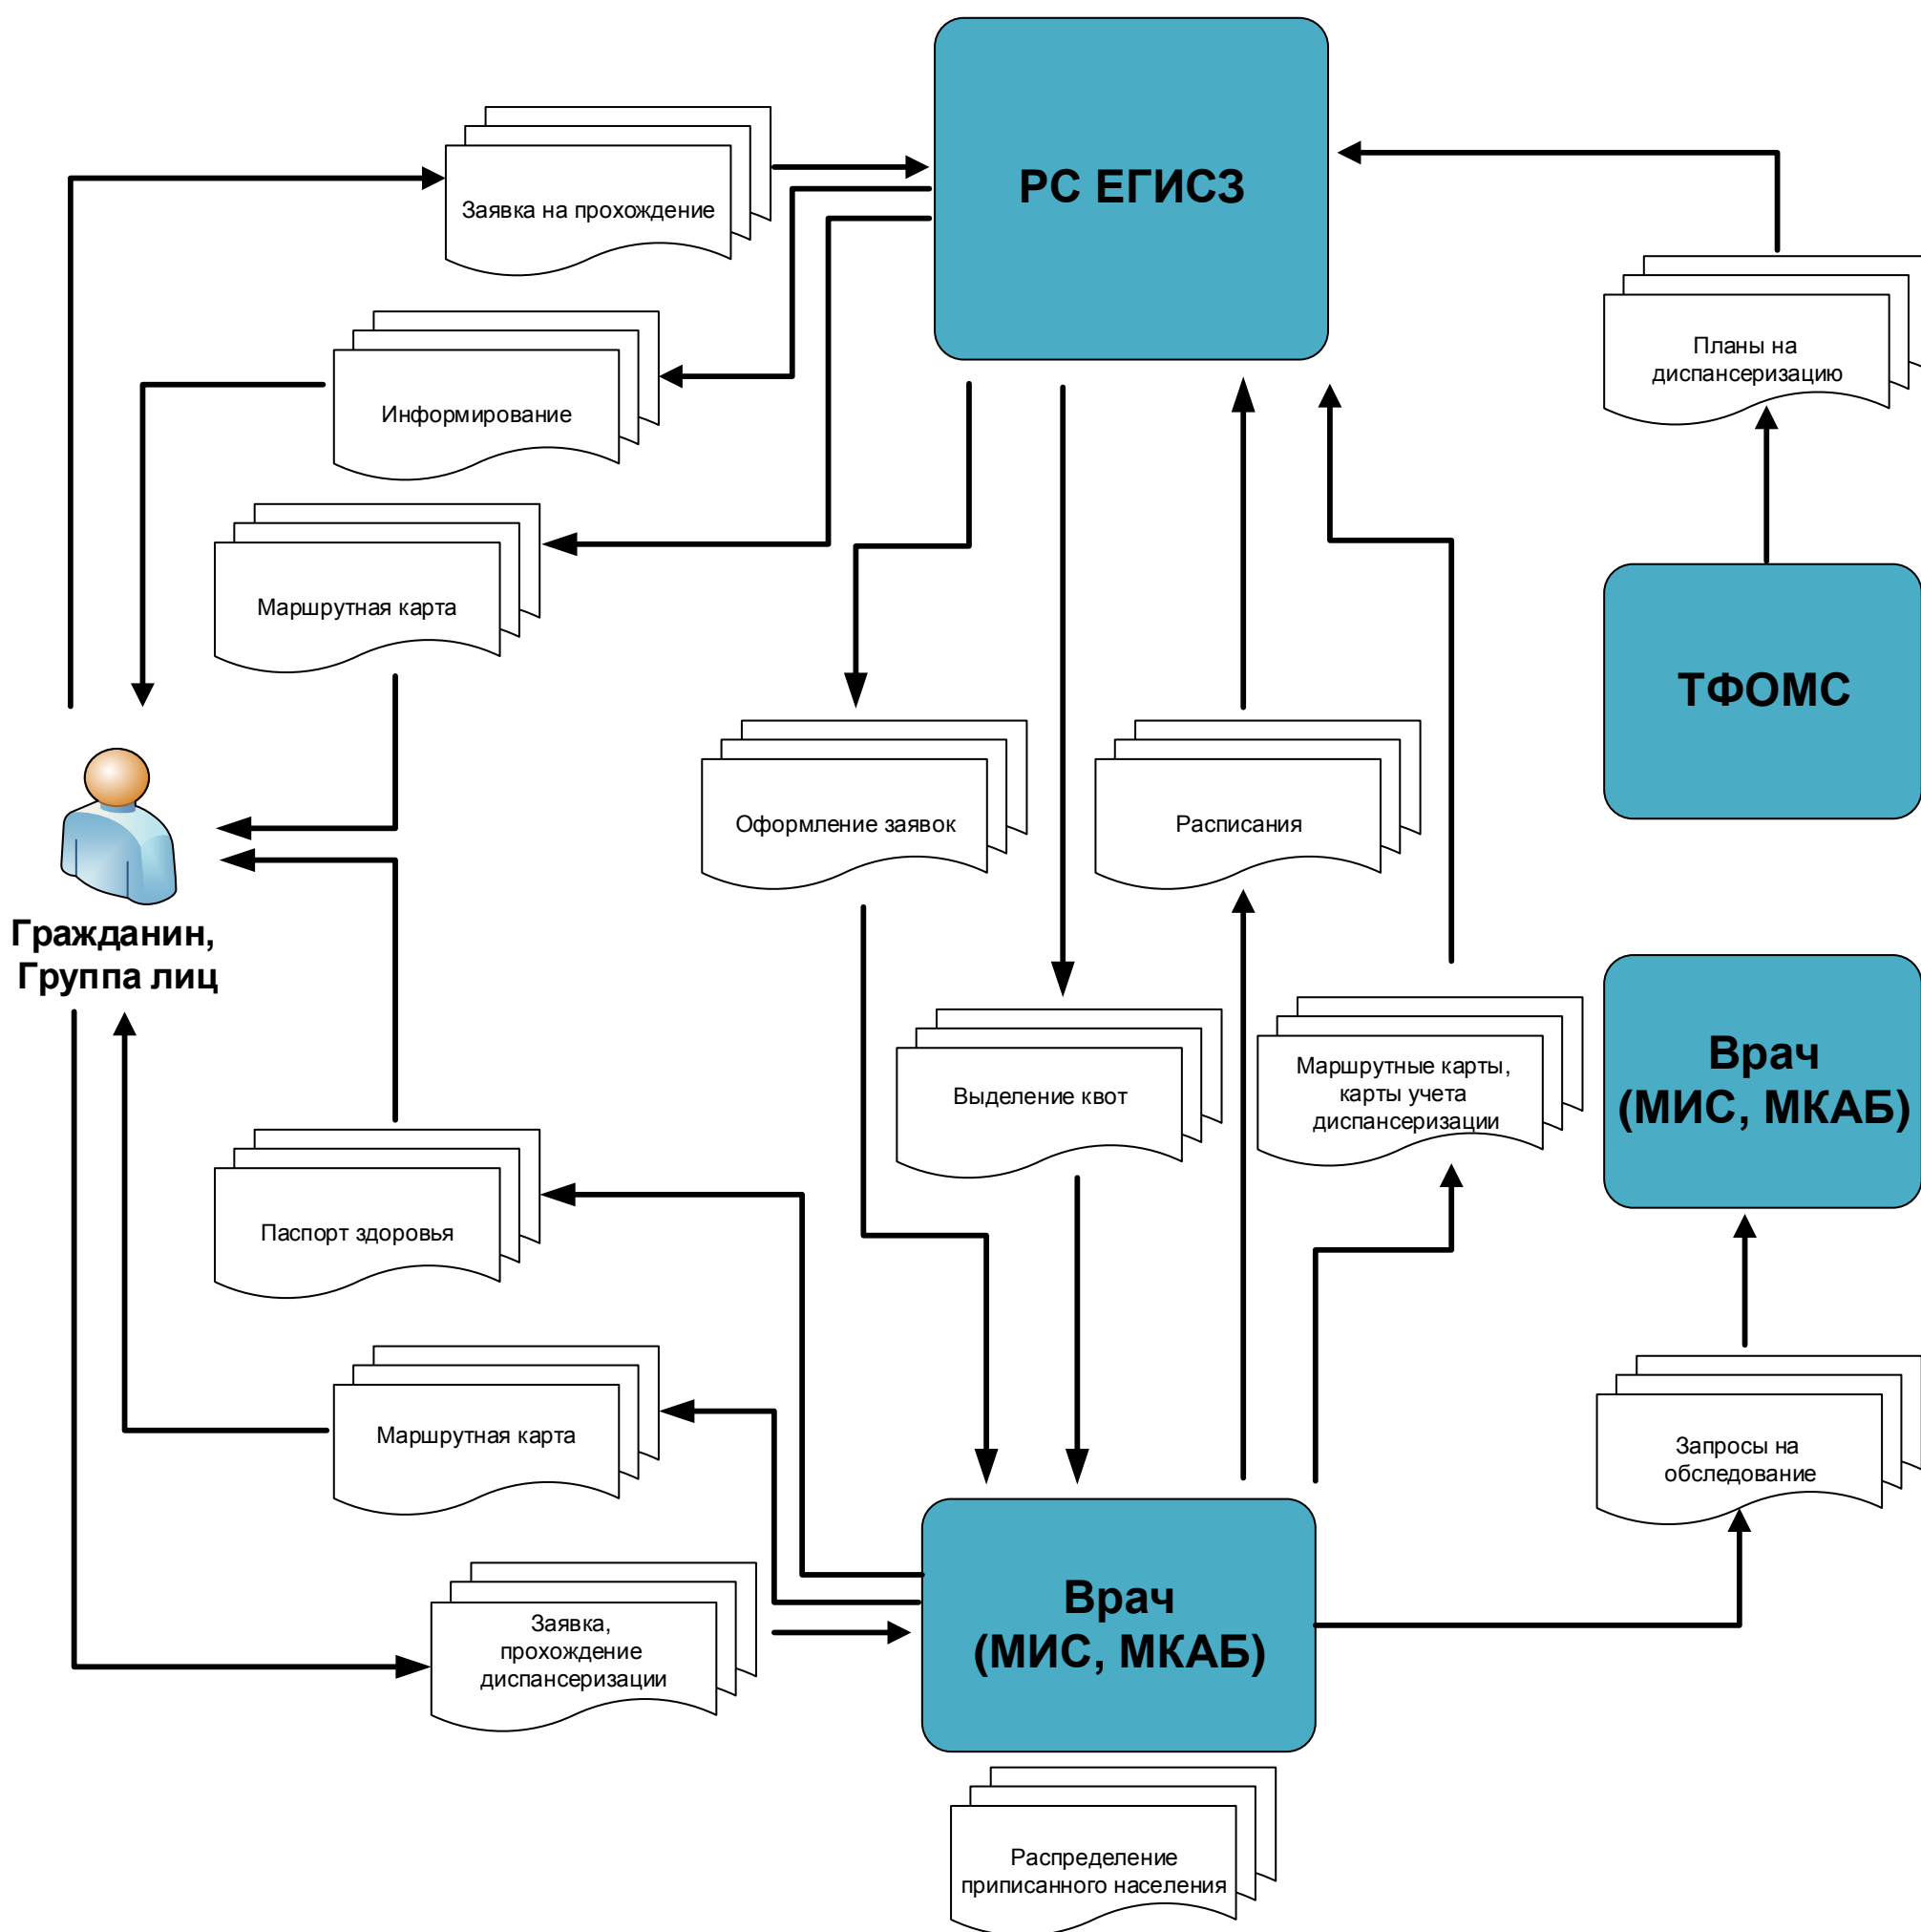 РС ЕГИСЗ
Заявка на прохождение
Планы на
диспансеризацию
Информирование
Маршрутная карта
ТФОМС
Оформление заявок
Расписания
Гражданин,
Группа лиц
Маршрутные карты,
карты учета
диспансеризации
Врач
(МИС, МКАБ)
Выделение квот
Паспорт здоровья
Маршрутная карта
Запросы на
обследование
Заявка,
прохождение
диспансеризации
Врач
(МИС, МКАБ)
Распределение
приписанного населения